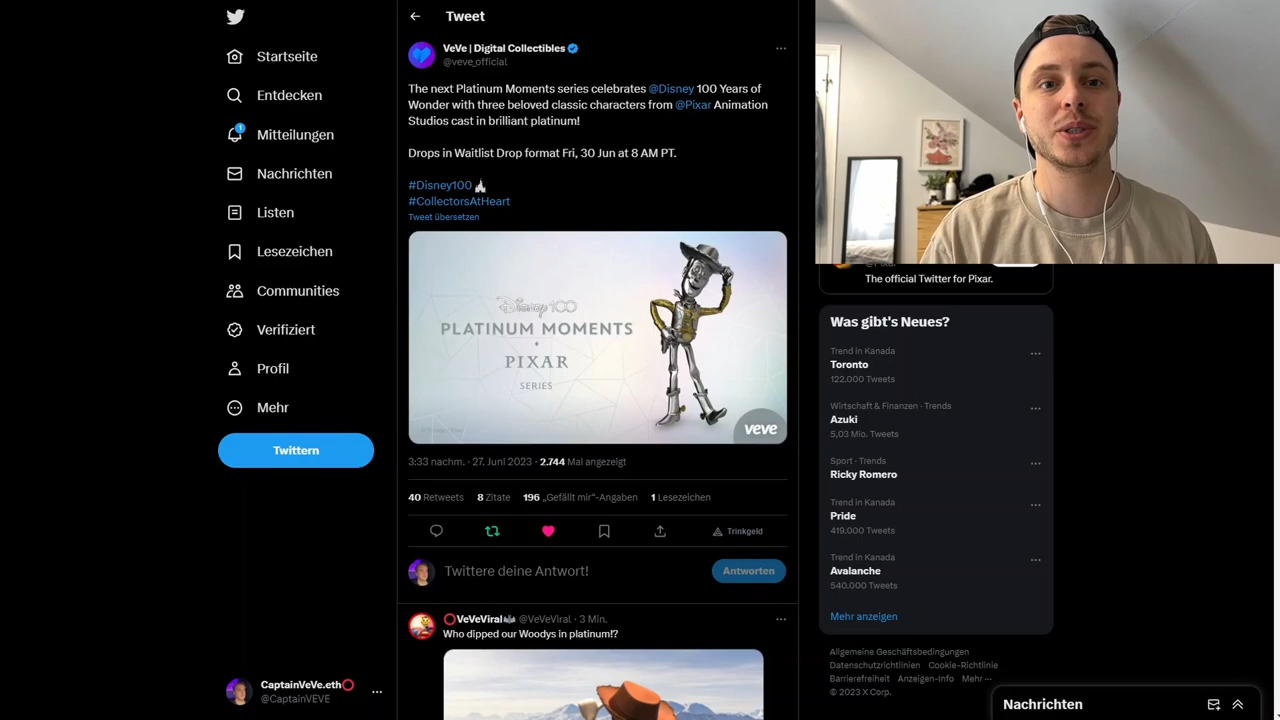 Startseite
Entdecken
1
Mitteilungen
Nachrichten
Listen
Lesezeichen
Communities
Verifiziert
Profil
Mehr
Twittern
CaptainVeVe.eth
@CaptainVEVE
Tweet
VeVe | Digital Collectibles
@veve_official
The next Platinum Moments series celebrates @Disney 100 Years of
Wonder with three beloved classic characters from @Pixar Animation
Studios cast in brilliant platinum!
Drops in Waitlist Drop format Fri, 30 Jun at 8 AM PT.
#Disney100
#CollectorsAtHeart
Tweet übersetzen
Disney 100
PLATINUM MOMENTS
PIXAR
SERIES
veve
3:33 nachm. · 27. Juni 2023 · 2.744 Mal angezeigt
40 Retweets 8 Zitate 196 „Gefällt mir“-Angaben 1 Lesezeichen
Trinkgeld
Twittere deine Antwort!
Antworten
VeVeViral @VeVeViral · 3 Min.
Who dipped our Woodys in platinum!?
The official Twitter for Pixar.
Was gibt's Neues?
Trend in Kanada
Toronto
122.000 Tweets
Wirtschaft & Finanzen · Trends
Azuki
5,03 Mio. Tweets
Sport · Trends
Ricky Romero
Trend in Kanada
Pride
419.000 Tweets
Trend in Kanada
Avalanche
540.000 Tweets
Mehr anzeigen
Allgemeine Geschäftsbedingungen
Datenschutzrichtlinien Cookie-Richtlinie
Barrierefreiheit Anzeigen-Info Mehr ···
© 2023 X Corp.
Nachrichten